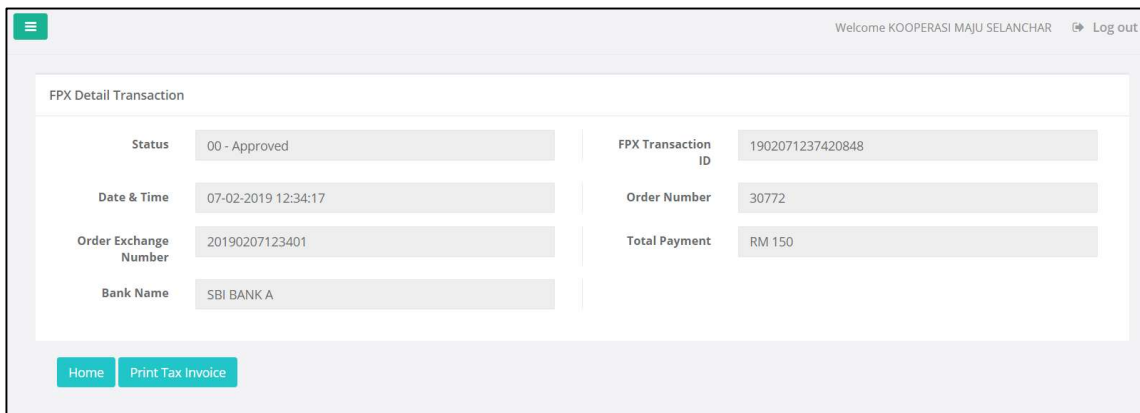 Welcome KOOPERASI MAJU SELANCHAR Log out
FPX Detail Transaction
Status 00 - Approved
FPX Transaction ID 1902071237420848
Date & Time 07-02-2019 12:34:17
Order Number 30772
Order Exchange Number 20190207123401
Total Payment RM 150
Bank Name SBI BANK A
Home Print Tax Invoice